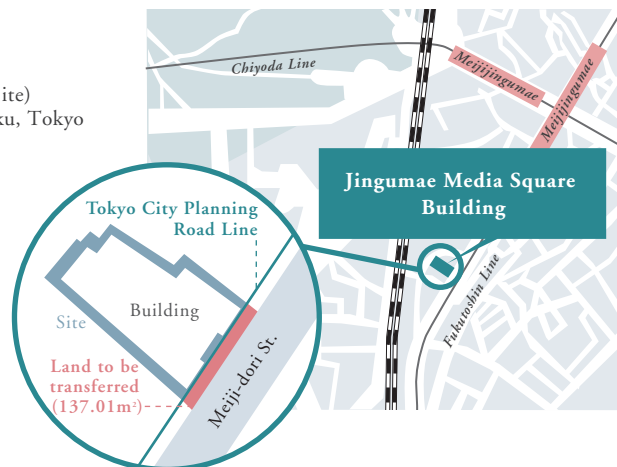 ite)
ku, Tokyo
Chiyoda Line
Meijijingumae
Meijijingumae
Jingumae Media Square
Building
Tokyo City Planning
Road Line
Building
Site
Land to be
transferred
(137.01m²)
Meiji-dori St.
Fukutoshin Line